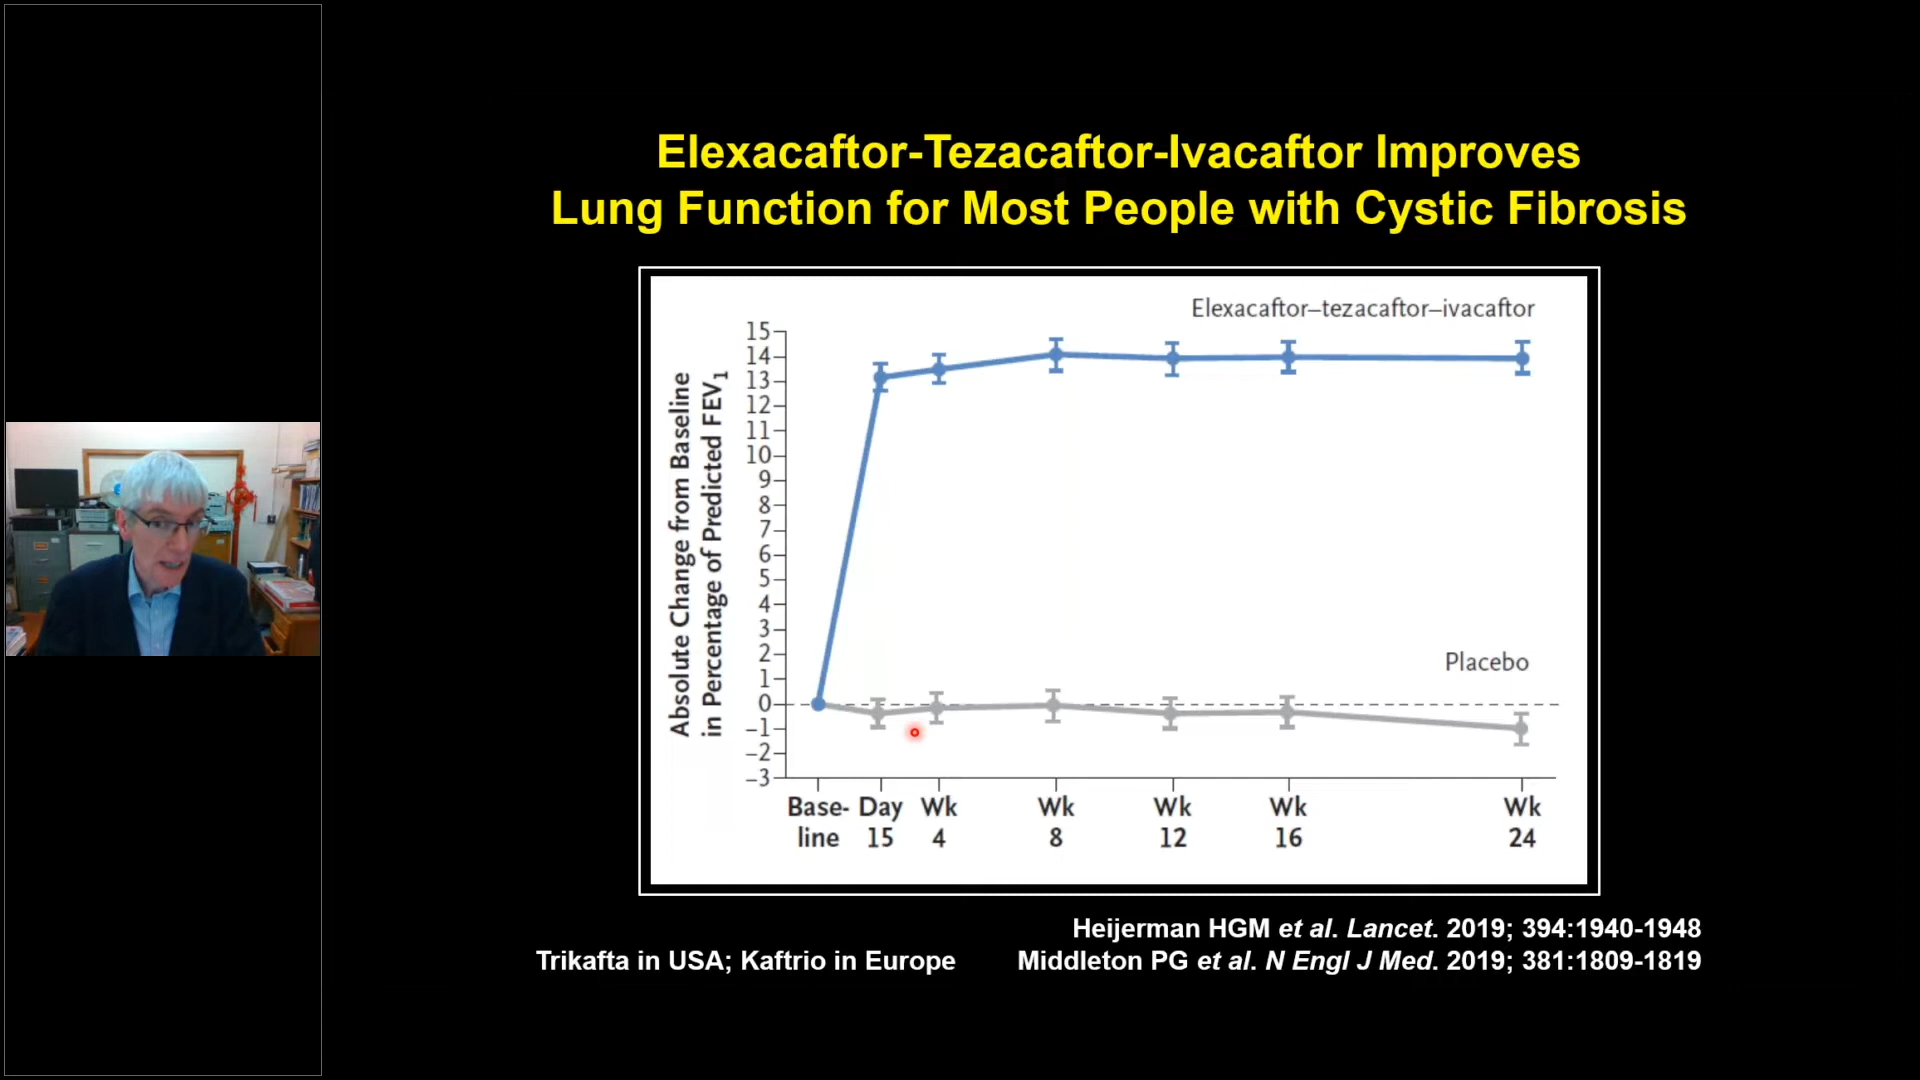 Elexacaftor-Tezacaftor-Ivacaftor Improves
Lung Function for Most People with Cystic Fibrosis
Elexacaftor–tezacaftor–ivacaftor
Absolute Change from Baseline
in Percentage of Predicted FEV1
15
14
13
12
11
10
9
8
7
6
5
4
3
2
1
0
–1
–2
–3
Placebo
Base- Day Wk Wk Wk Wk Wk
line 15 4 8 12 16 24
Heijerman HGM et al. Lancet. 2019; 394:1940-1948
Trikafta in USA; Kaftrio in Europe Middleton PG et al. N Engl J Med. 2019; 381:1809-1819